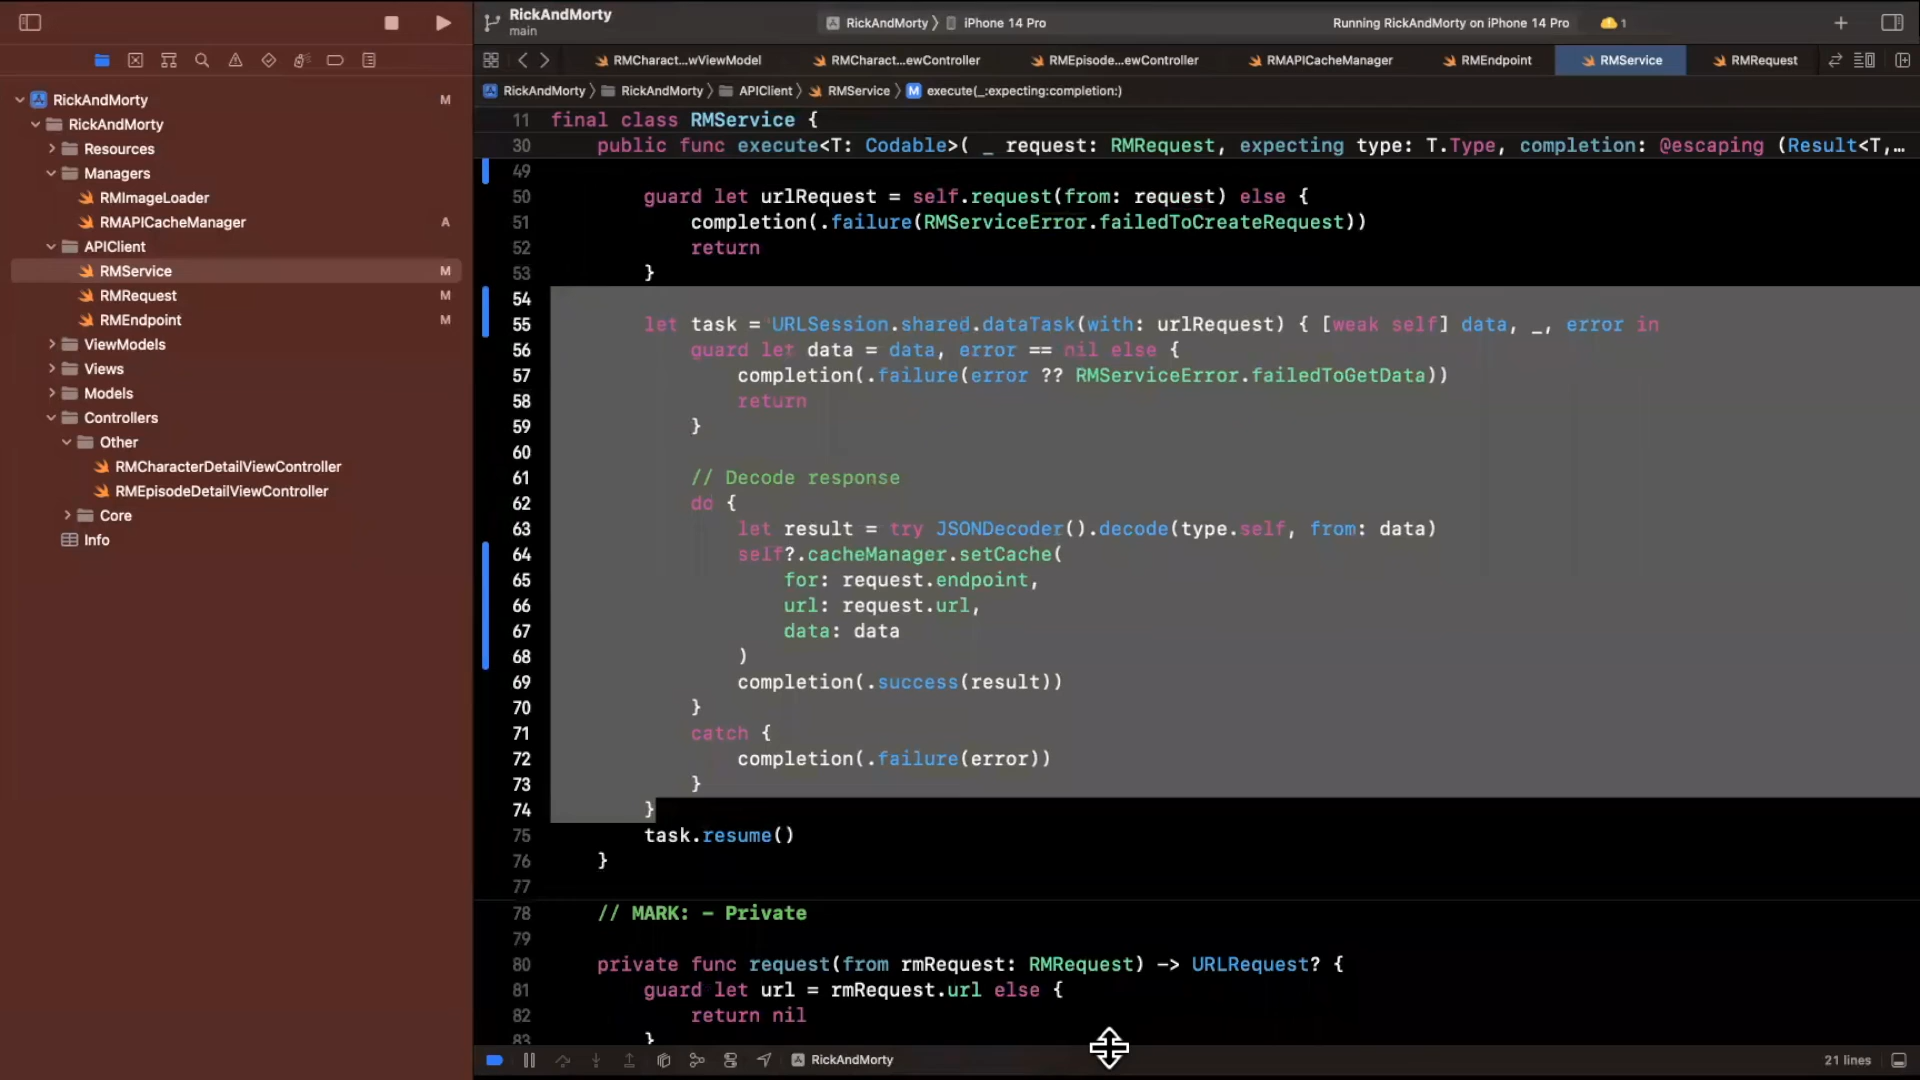 RickAndMorty
main
RickAndMorty
iPhone 14 Pro
Running RickAndMorty on iPhone 14 Pro
1
RMCharact...wViewModel
RMCharact...ewController
RMEpisode...ewController
RMAPICacheManager
RMEndpoint
RMService
RMRequest
RickAndMorty
RickAndMorty
APIClient
RMService
M
execute(_:expecting:completion:)
RickAndMorty
M
RickAndMorty
Resources
Managers
RMImageLoader
RMAPICacheManager
A
APIClient
RMService
M
RMRequest
M
RMEndpoint
M
ViewModels
Views
Models
Controllers
Other
RMCharacterDetailViewController
RMEpisodeDetailViewController
Core
Info
11 final class RMService {
30 public func execute<T: Codable>( _ request: RMRequest, expecting type: T.Type, completion: @escaping (Result<T,…
49
50 guard let urlRequest = self.request(from: request) else {
51 completion(.failure(RMServiceError.failedToCreateRequest))
52 return
53 }
54
55 let task = URLSession.shared.dataTask(with: urlRequest) { [weak self] data, _, error in
56 guard let data = data, error == nil else {
57 completion(.failure(error ?? RMServiceError.failedToGetData))
58 return
59 }
60
61 // Decode response
62 do {
63 let result = try JSONDecoder().decode(type.self, from: data)
64 self?.cacheManager.setCache(
65 for: request.endpoint,
66 url: request.url,
67 data: data
68 )
69 completion(.success(result))
70 }
71 catch {
72 completion(.failure(error))
73 }
74 }
75 task.resume()
76 }
77
78 // MARK: - Private
79
80 private func request(from rmRequest: RMRequest) -> URLRequest? {
81 guard let url = rmRequest.url else {
82 return nil
83 }
RickAndMorty
21 lines